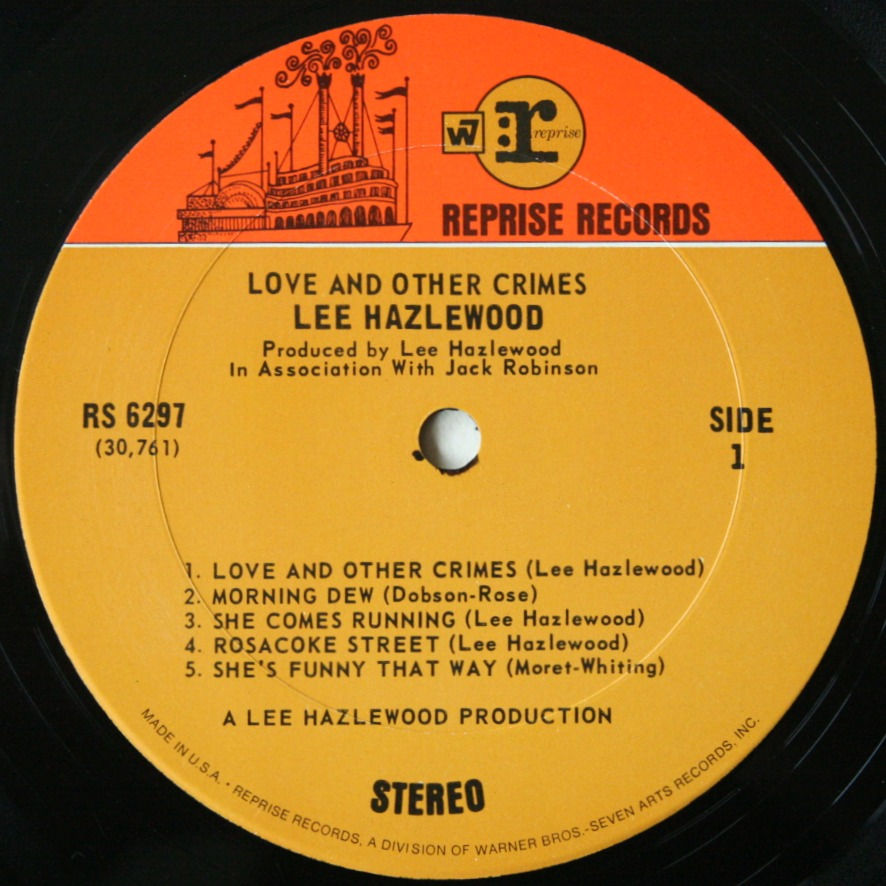 W7
r: reprise
REPRISE RECORDS
LOVE AND OTHER CRIMES
LEE HAZLEWOOD
Produced by Lee Hazlewood
In Association With Jack Robinson
RS 6297
(30,761)
SIDE
1
1. LOVE AND OTHER CRIMES (Lee Hazlewood)
2. MORNING DEW (Dobson-Rose)
3. SHE COMES RUNNING (Lee Hazlewood)
4. ROSACOKE STREET (Lee Hazlewood)
5. SHE'S FUNNY THAT WAY (Moret-Whiting)
A LEE HAZLEWOOD PRODUCTION
STEREO
MADE IN U.S.A. • REPRISE RECORDS, A DIVISION OF WARNER BROS.-SEVEN ARTS RECORDS, INC.